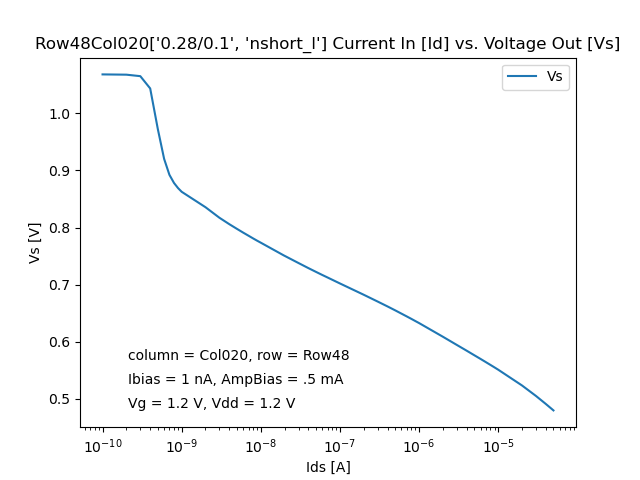 Row48Col020['0.28/0.1', 'nshort_l'] Current In [Id] vs. Voltage Out [Vs]
Vs
1.0
0.9
0.8
0.7
0.6
0.5
Vs [V]
column = Col020, row = Row48
Ibias = 1 nA, AmpBias = .5 mA
Vg = 1.2 V, Vdd = 1.2 V
10⁻¹⁰ 10⁻⁹ 10⁻⁸ 10⁻⁷ 10⁻⁶ 10⁻⁵
Ids [A]